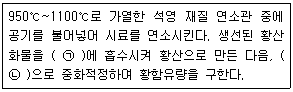 950℃~1100℃로 가열한 석영 재질 연소관 중에
공기를 불어넣어 시료를 연소시킨다. 생선된 황산
화물을 ( ㉠ )에 흡수시켜 황산으로 만든 다음, (
㉡ )으로 중화적정하여 황함유량을 구한다.